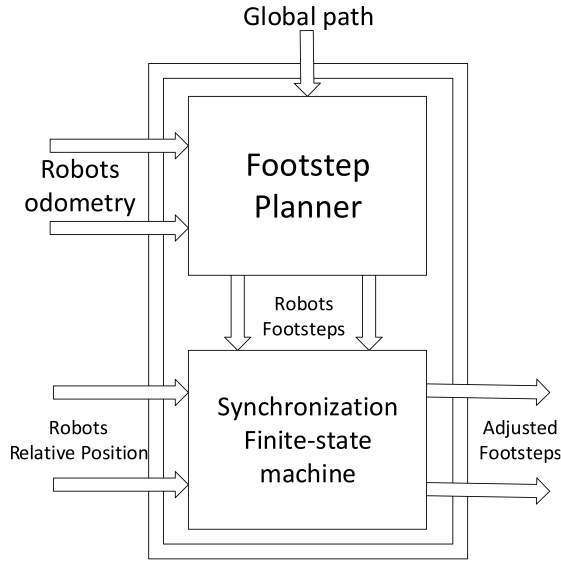 Global path
Robots
odometry
Footstep
Planner
Robots
Footsteps
Robots
Relative Position
Synchronization
Finite-state
machine
Adjusted
Footsteps